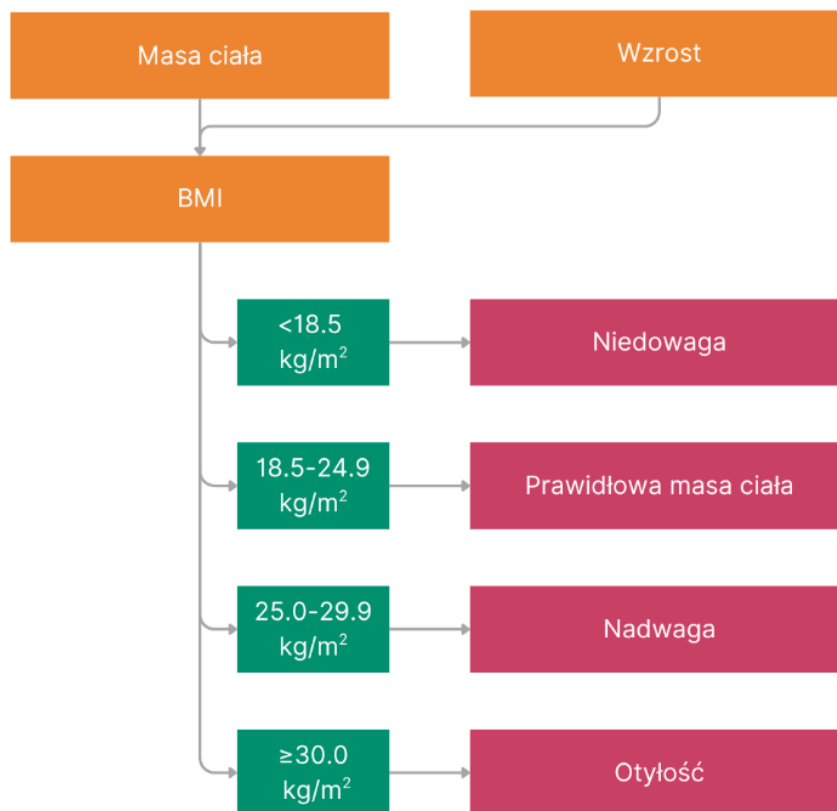 Masa ciała
Wzrost
BMI
<18.5
kg/m²
Niedowaga
18.5-24.9
kg/m²
Prawidłowa masa ciała
25.0-29.9
kg/m²
Nadwaga
≥30.0
kg/m²
Otyłość